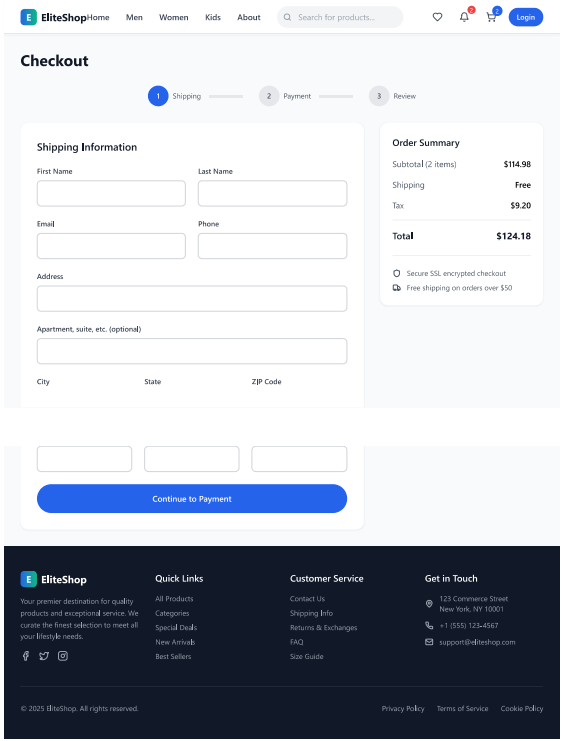 E EliteShop Home Men Women Kids About Search for products... 2 2 Login
Checkout
1 Shipping 2 Payment 3 Review
Shipping Information
First Name Last Name
Email Phone
Address
Apartment, suite, etc. (optional)
City State ZIP Code
Continue to Payment
Order Summary
Subtotal (2 items) $114.98
Shipping Free
Tax $9.20
Total $124.18
Secure SSL encrypted checkout
Free shipping on orders over $50
E EliteShop
Your premier destination for quality
products and exceptional service. We
curate the finest selection to meet all
your lifestyle needs.
Quick Links
All Products
Categories
Special Deals
New Arrivals
Best Sellers
Customer Service
Contact Us
Shipping Info
Returns & Exchanges
FAQ
Size Guide
Get in Touch
123 Commerce Street
New York, NY 10001
+1 (555) 123-4567
support@eliteshop.com
© 2025 EliteShop. All rights reserved.
Privacy Policy Terms of Service Cookie Policy